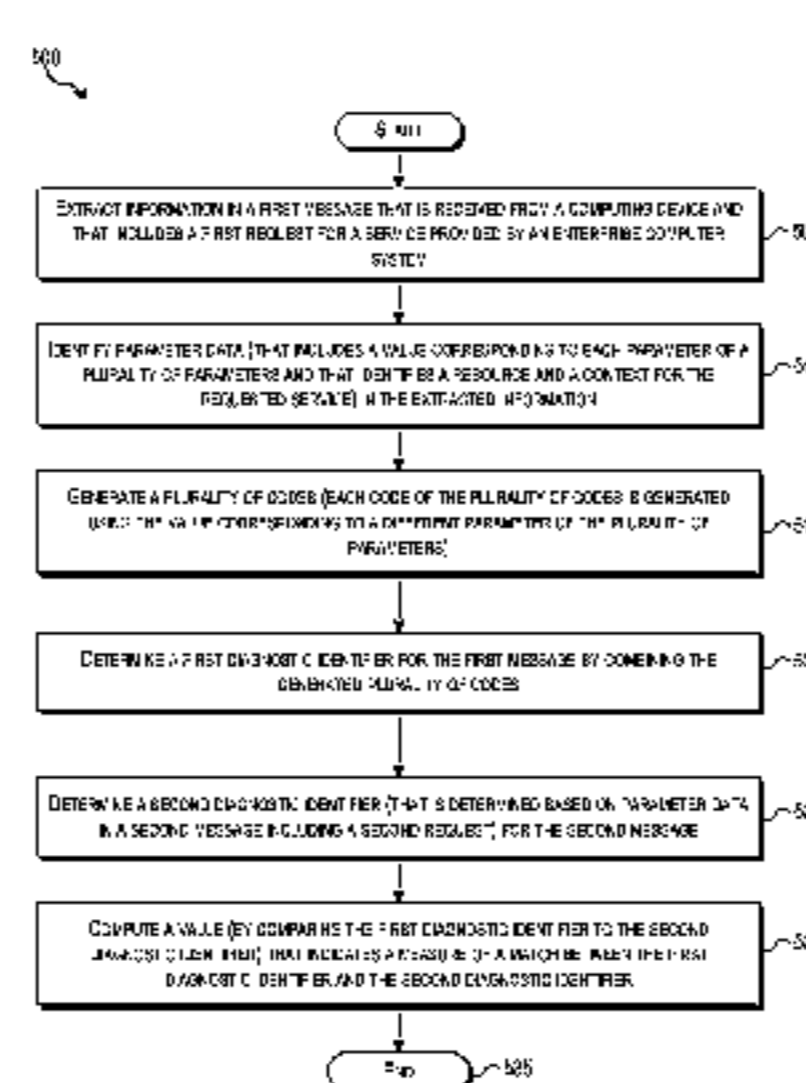 500
START
EXTRACT INFORMATION IN A FIRST MESSAGE THAT IS RECEIVED FROM A COMPUTING DEVICE AND
THAT INCLUDES A FIRST REQUEST FOR A SERVICE PROVIDED BY AN ENTERPRISE COMPUTER
SYSTEM
IDENTIFY PARAMETER DATA (THAT INCLUDES A VALUE CORRESPONDING TO EACH PARAMETER OF A
PLURALITY OF PARAMETERS AND THAT IDENTIFIES A RESOURCE AND A CONTEXT FOR THE
REQUESTED SERVICE) IN THE EXTRACTED INFORMATION
GENERATE A PLURALITY OF CODES (EACH CODE OF THE PLURALITY OF CODES IS GENERATED
USING THE VALUE CORRESPONDING TO A DIFFERENT PARAMETER OF THE PLURALITY OF
PARAMETERS)
DETERMINE A FIRST DIAGNOSTIC IDENTIFIER FOR THE FIRST MESSAGE BY COMBINING THE
GENERATED PLURALITY OF CODES
DETERMINE A SECOND DIAGNOSTIC IDENTIFIER (THAT IS DETERMINED BASED ON PARAMETER DATA
IN A SECOND MESSAGE INCLUDING A SECOND REQUEST) FOR THE SECOND MESSAGE
COMPUTE A VALUE (BY COMPARING THE FIRST DIAGNOSTIC IDENTIFIER TO THE SECOND
DIAGNOSTIC IDENTIFIER) THAT INDICATES A MEASURE OF A MATCH BETWEEN THE FIRST
DIAGNOSTIC IDENTIFIER AND THE SECOND DIAGNOSTIC IDENTIFIER
END
535